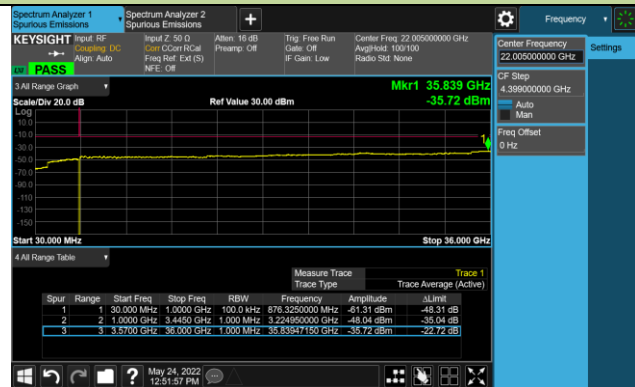 Spectrum Analyzer 1
Spurious Emissions
Spectrum Analyzer 2
Spurious Emissions
Frequency
KEYSIGHT
Input: RF
Coupling: DC
Align: Auto
Input Z: 50 Ω
Corr CCorr RCal
Freq Ref: Ext (S)
NFE: Off
Atten: 16 dB
Preamp: Off
Trig: Free Run
Gate: Off
IF Gain: Low
Center Freq: 22.005000000 GHz
Avg|Hold: 100/100
Radio Std: None
PASS
3 All Range Graph
Mkr1 35.839 GHz
Scale/Div 20.0 dB
Ref Value 30.00 dBm
-35.72 dBm
Log
10.0
-10.0
-30.0
-50.0
-70.0
-90.0
-110
-130
-150
1
Start 30.000 MHz
Stop 36.000 GHz
4 All Range Table
Measure Trace Trace 1
Trace Type Trace Average (Active)
Spur Range Start Freq Stop Freq RBW Frequency Amplitude ΔLimit
1 1 30.000 MHz 1.0000 GHz 100.0 kHz 876.3250000 MHz -61.31 dBm -48.31 dB
2 2 1.0000 GHz 3.4450 GHz 1.000 MHz 3.224950000 GHz -48.04 dBm -35.04 dB
3 3 3.5700 GHz 36.000 GHz 1.000 MHz 35.83947150 GHz -35.72 dBm -22.72 dB
Center Frequency
22.005000000 GHz
Settings
CF Step
4.399000000 GHz
Auto
Man
Freq Offset
0 Hz
May 24, 2022
12:51:57 PM